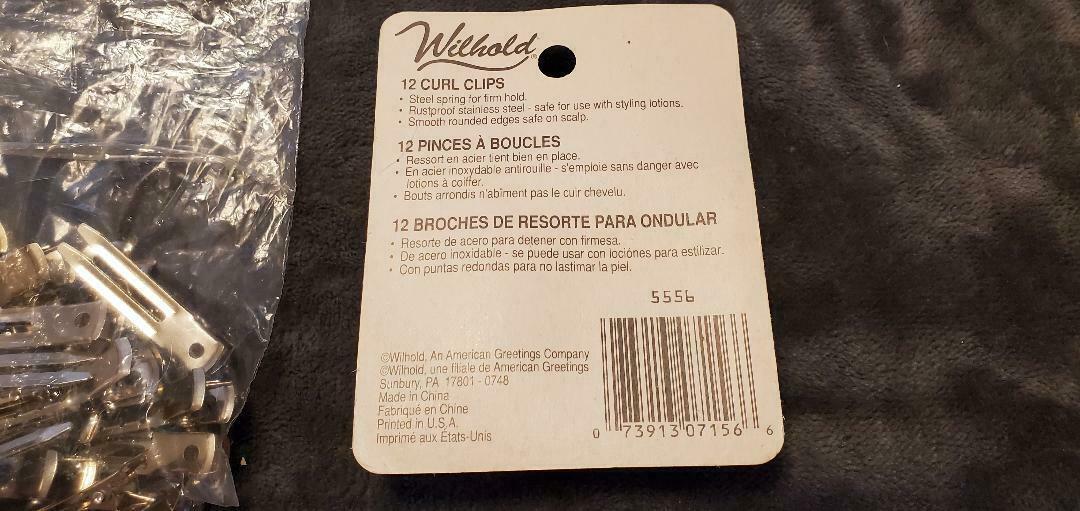 Wilhold®
12 CURL CLIPS
• Steel spring for firm hold.
• Rustproof stainless steel - safe for use with styling lotions.
• Smooth rounded edges safe on scalp.
12 PINCES À BOUCLES
• Ressort en acier tient bien en place.
• En acier inoxydable antirouille - s'emploie sans danger avec
lotions à coiffer.
• Bouts arrondis n'abîment pas le cuir chevelu.
12 BROCHES DE RESORTE PARA ONDULAR
• Resorte de acero para detener con firmesa.
• De acero inoxidable - se puede usar con lociónes para estilizar.
• Con puntas redondas para no lastimar la piel.
5556
©Wilhold, An American Greetings Company
©Wilhold, une filiale de American Greetings
Sunbury, PA 17801 - 0748
Made in China
Fabriqué en Chine
Printed in U.S.A.
Imprimé aux États-Unis
0 73913 07156 6